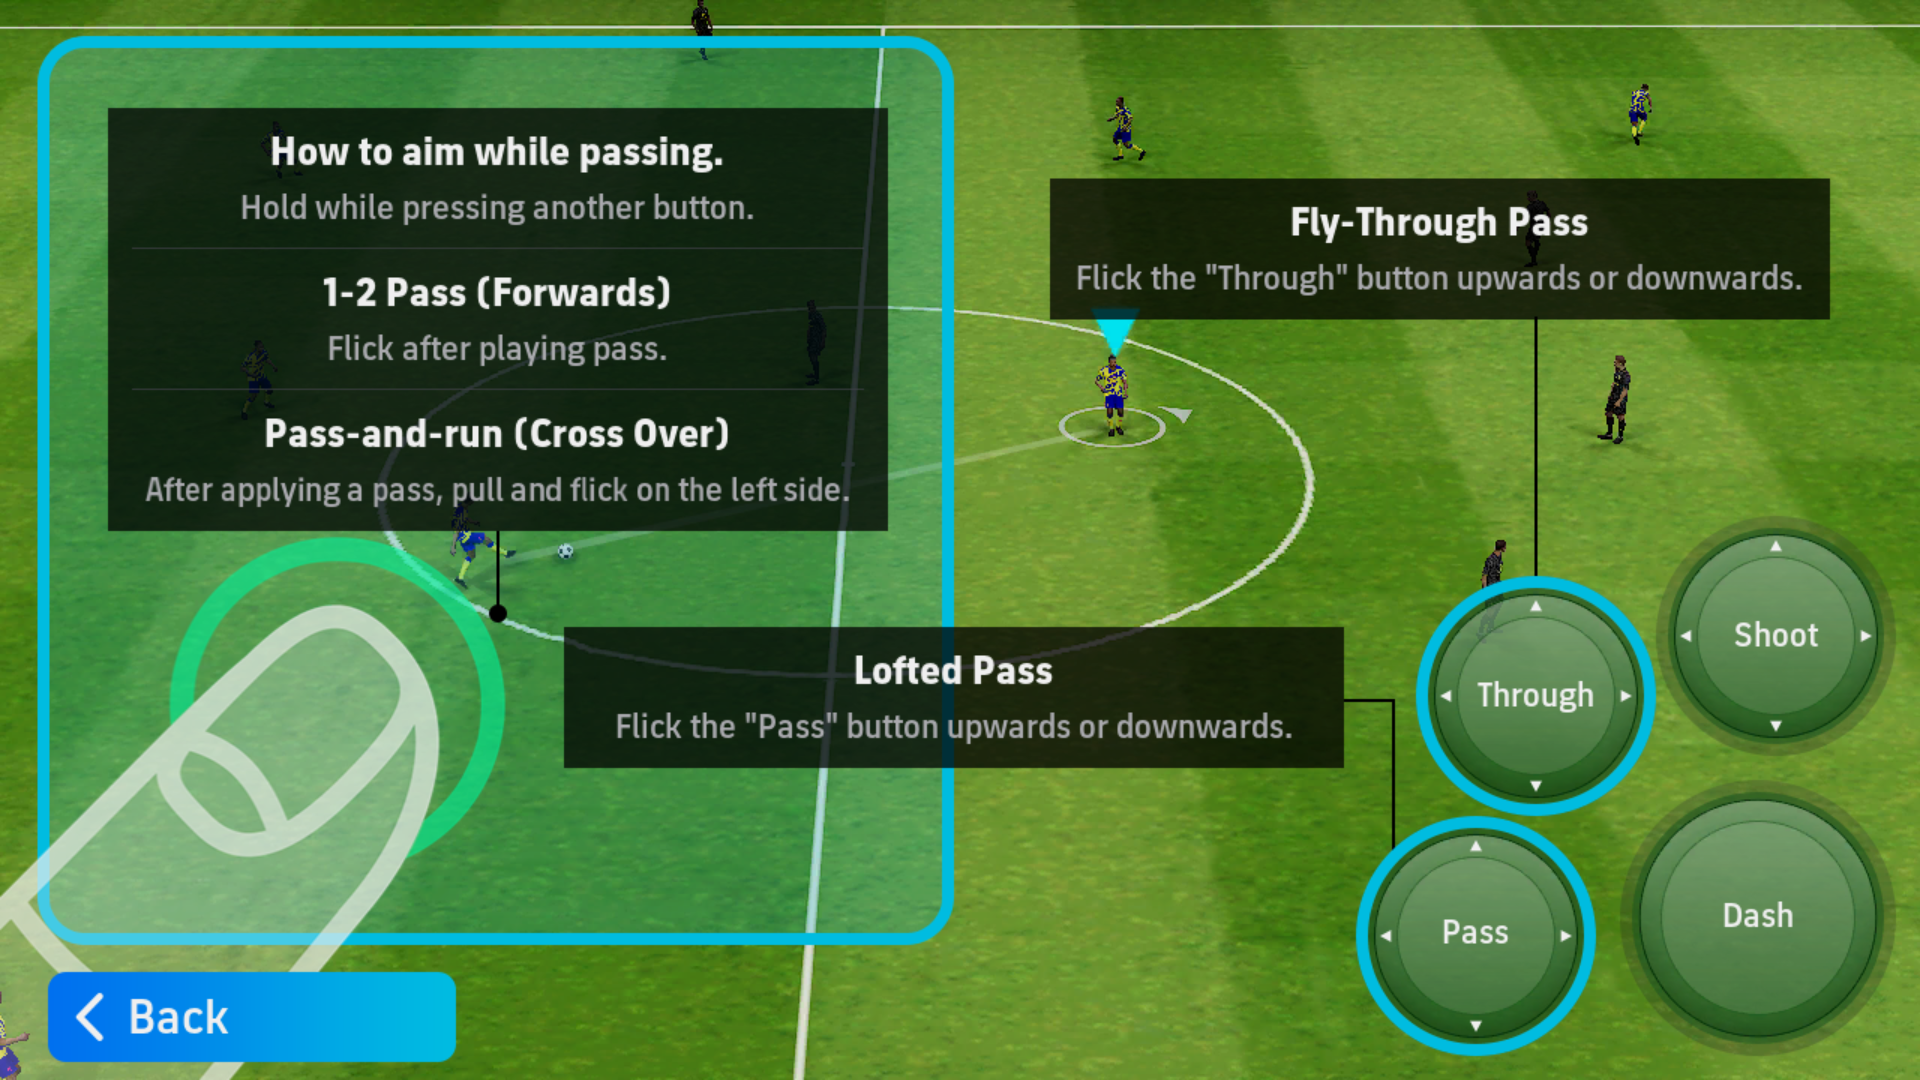 How to aim while passing.
Hold while pressing another button.
1-2 Pass (Forwards)
Flick after playing pass.
Pass-and-run (Cross Over)
After applying a pass, pull and flick on the left side.
Fly-Through Pass
Flick the "Through" button upwards or downwards.
Lofted Pass
Flick the "Pass" button upwards or downwards.
Shoot
Through
Pass
Dash
Back